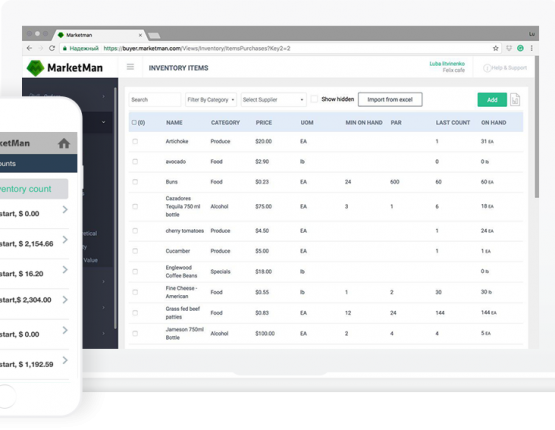 Marketman
Lu
Надежный https://buyer.marketman.com/Views/Inventory/ItemsPurchases?Key2=2
MarketMan
INVENTORY ITEMS
Luba Ihnimenko
Felix cafe
Help & Support
Search
Filter By Category
Select Supplier
Show hidden
Import from excel
Add
(0) NAME CATEGORY PRICE UOM MIN ON HAND PAR LAST COUNT ON HAND
Artichoke Produce $20.00 EA 1 31 EA
avocado Food $2.90 lb 0 0 lb
Buns Food $0.23 EA 24 600 60 60 EA
Cazadores
Tequila 750 ml Alcohol $75.00 EA 3 1 6 18 EA
bottle
cherry tomatoes Produce $4.50 EA 1 24 EA
Cucamber Produce $5.00 EA 1 1 EA
Englewood
Coffee Beans Specials $18.00 lb 0 lb
Fine Cheese -
American Food $0.55 lb 1 2 30 30 lb
Grass fed beef
patties Food $0.83 EA 12 24 144 144 EA
Jameson 750ml
Bottle Alcohol $100.00 EA 2 4 4 5 EA
etical
ty
Value
ketMan
ounts
ventory count
start, $ 0.00
start, $ 2,154.66
start, $ 16.20
start,$ 2,304.00
start, $ 0.00
start, $ 1,192.59